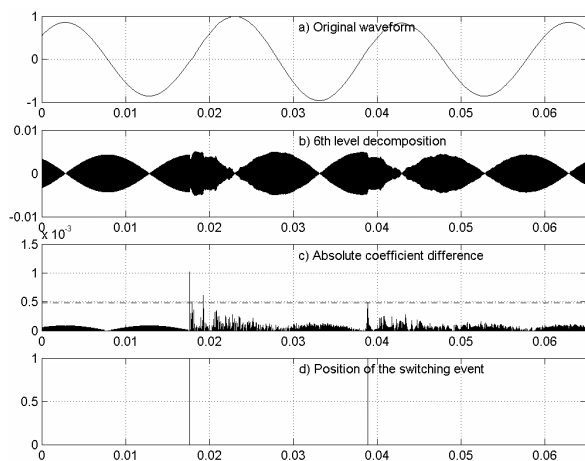 1
a) Original waveform
0
-1
0 0.01 0.02 0.03 0.04 0.05 0.06
0.01
b) 6th level decomposition
0
-0.01
0 0.01 0.02 0.03 0.04 0.05 0.06
x 10-3
1.5
c) Absolute coefficient difference
1
0.5
0
0 0.01 0.02 0.03 0.04 0.05 0.06
1
d) Position of the switching event
0.5
0
0 0.01 0.02 0.03 0.04 0.05 0.06